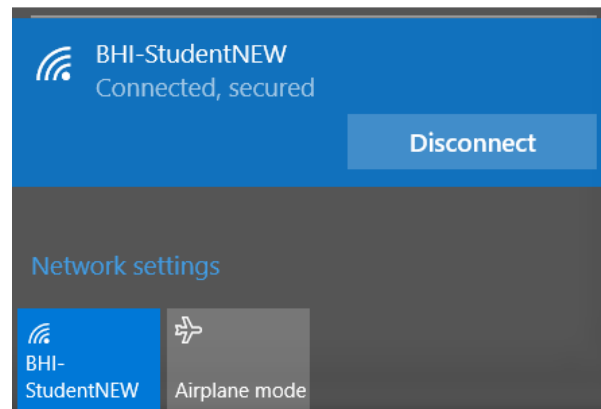 BHI-StudentNEW
Connected, secured
Disconnect
Network settings
BHI-
StudentNEW
Airplane mode